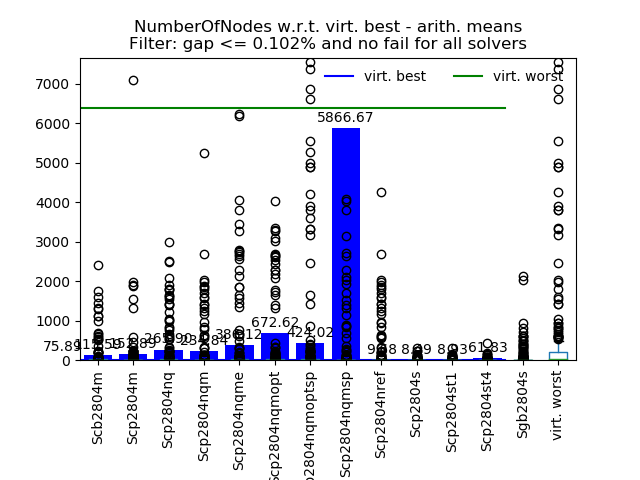 NumberOfNodes w.r.t. virt. best - arith. means
Filter: gap <= 0.102% and no fail for all solvers
virt. best
virt. worst
7000
6000
5000
4000
3000
2000
1000
0
5866.67
672.62
424.02
75.89
61.83
Scb2804m
Scp2804m
Scp2804nq
Scp2804nqm
Scp2804nqme
Scp2804nqmopt
Scp2804nqmsp
Scp2804nref
Scp2804s
Scp2804st1
Scp2804st4
Sgb2804s
virt. worst